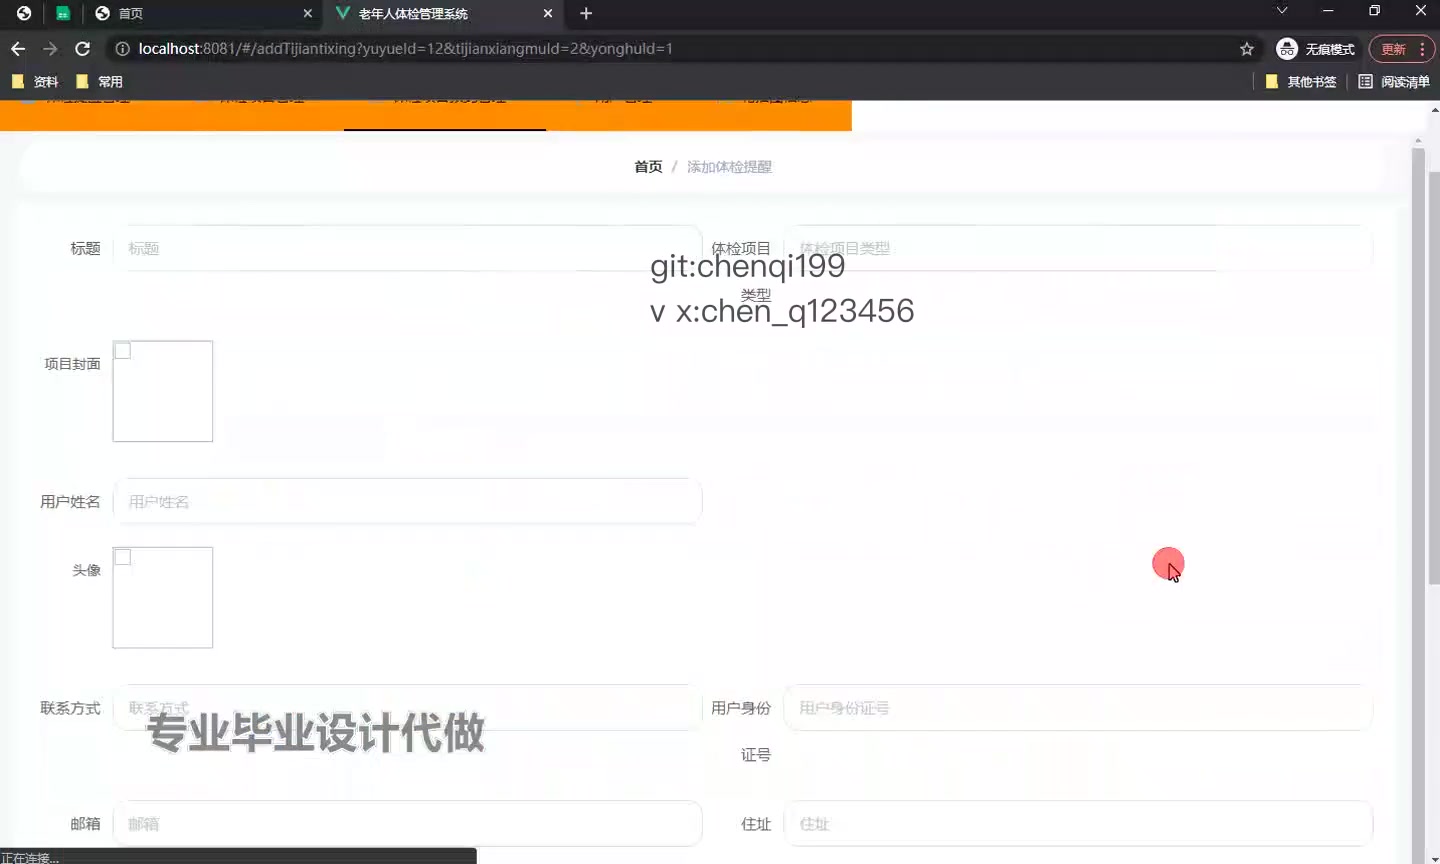 首页
老年人体检管理系统
localhost:8081/#/addTijiantixing?yuyueId=12&tijianxiangmuId=2&yonghuId=1
无痕模式
更新
资料
常用
其他书签
阅读清单
首页 / 添加体检提醒
标题
标题
体检项目
类型
体检项目类型
git:chenqi199
v x:chen_q123456
项目封面
用户姓名
用户姓名
头像
联系方式
联系方式
用户身份
证号
用户身份证号
专业毕业设计代做
邮箱
邮箱
住址
住址
正在连接...